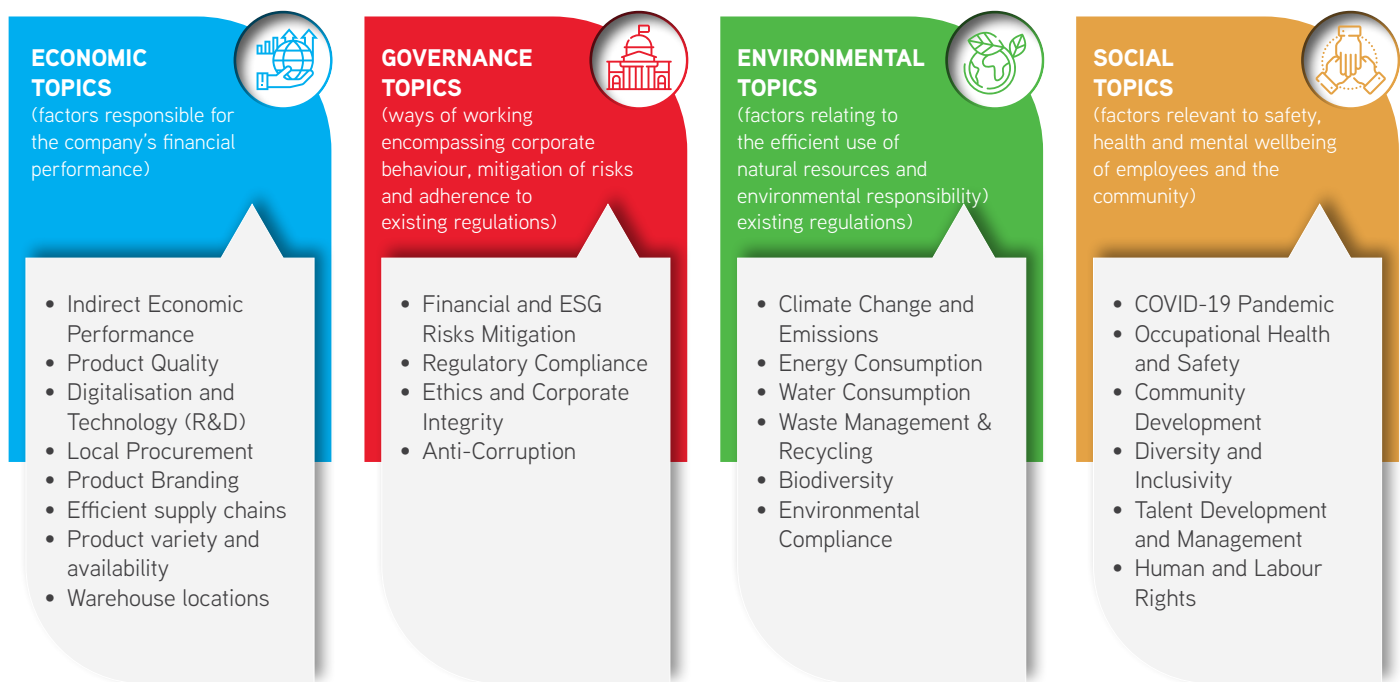 ECONOMIC
TOPICS
(factors responsible for
the company's financial
performance)
• Indirect Economic
Performance
• Product Quality
• Digitalisation and
Technology (R&D)
• Local Procurement
• Product Branding
• Efficient supply chains
• Product variety and
availability
• Warehouse locations
GOVERNANCE
TOPICS
(ways of working
encompassing corporate
behaviour, mitigation of risks
and adherence to
existing regulations)
• Financial and ESG
Risks Mitigation
• Regulatory Compliance
• Ethics and Corporate
Integrity
• Anti-Corruption
ENVIRONMENTAL
TOPICS
(factors relating to
the efficient use of
natural resources and
environmental responsibility)
existing regulations)
• Climate Change and
Emissions
• Energy Consumption
• Water Consumption
• Waste Management &
Recycling
• Biodiversity
• Environmental
Compliance
SOCIAL
TOPICS
(factors relevant to safety,
health and mental wellbeing
of employees and the
community)
• COVID-19 Pandemic
• Occupational Health
and Safety
• Community
Development
• Diversity and
Inclusivity
• Talent Development
and Management
• Human and Labour
Rights